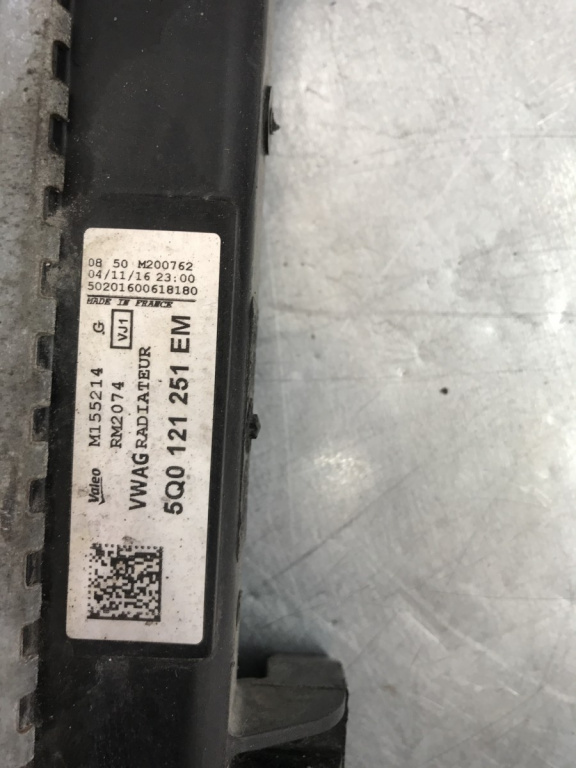 08 50 M200762
04/11/16 23:00
50201600618180
MADE IN FRANCE
Valeo M155214 G
RM2074 VJ1
VWAG RADIATEUR
5Q0 121 251 EM